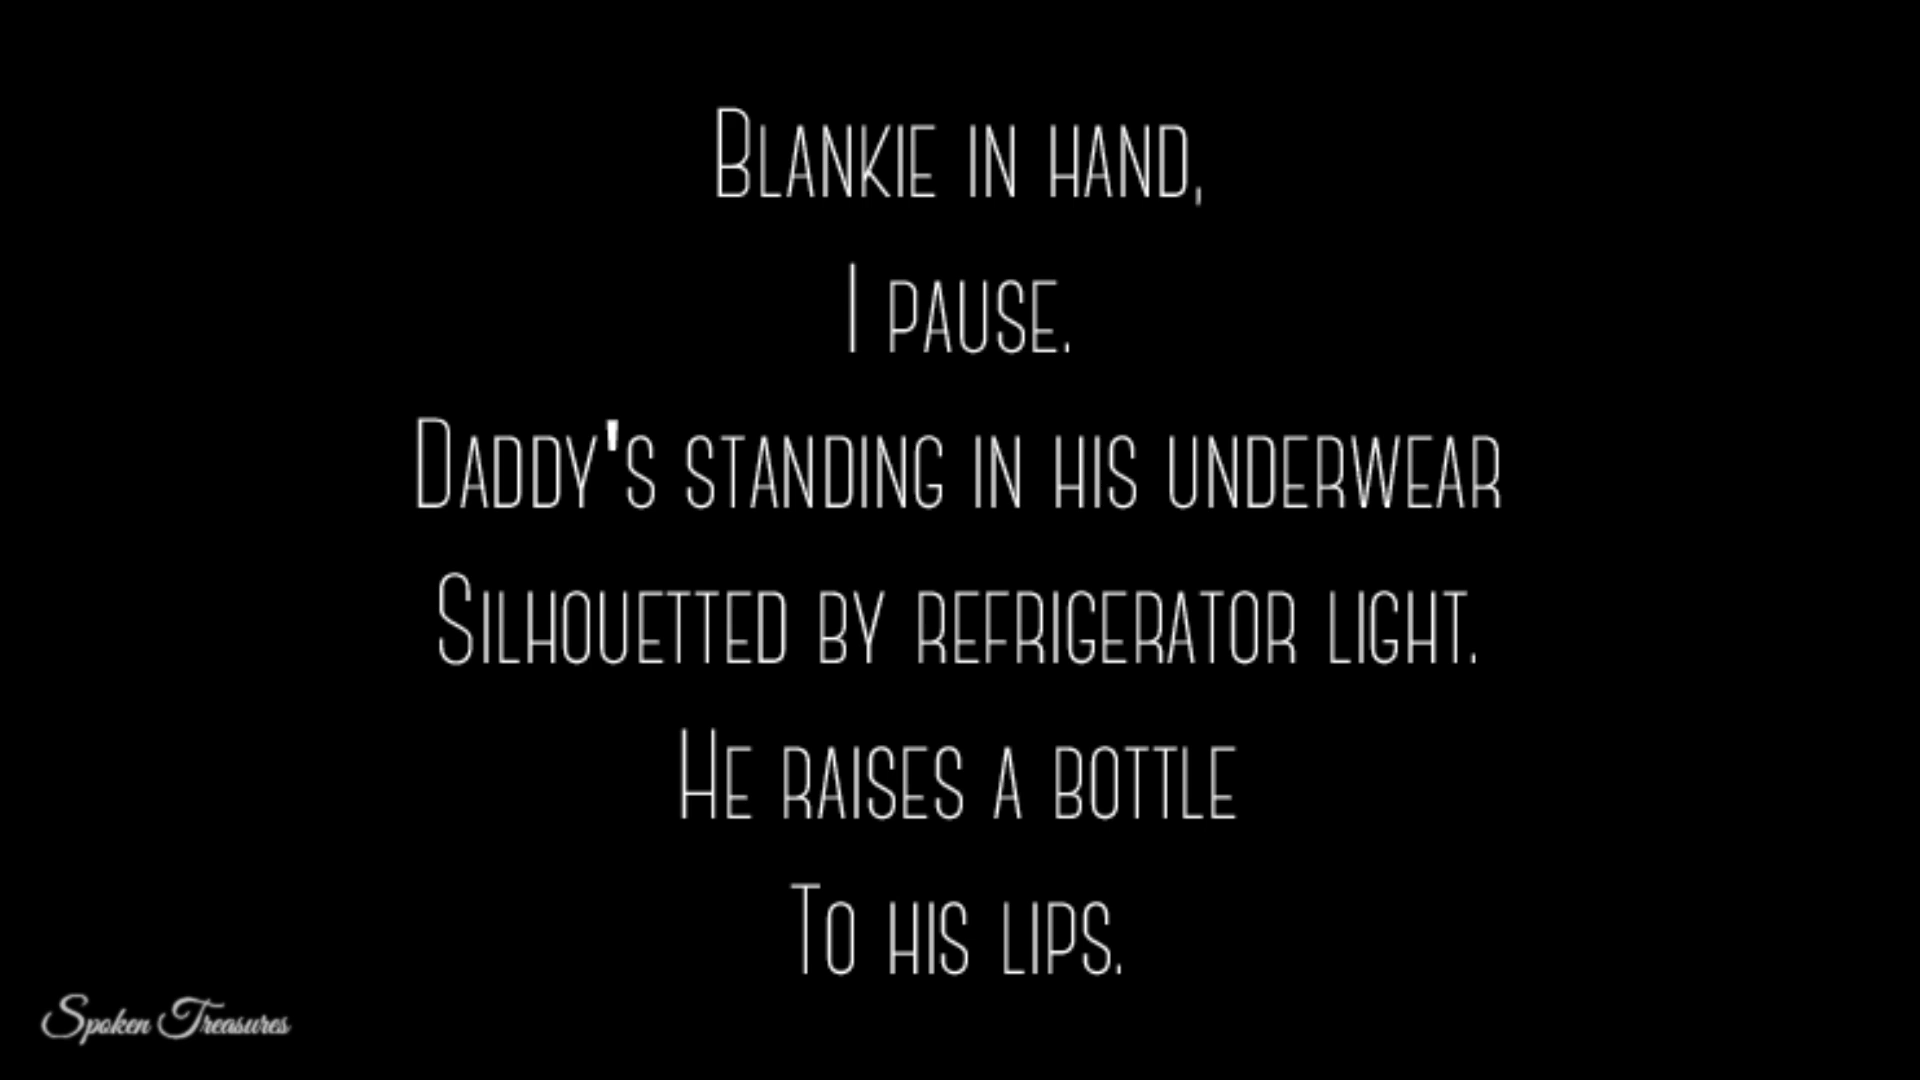 Blankie in hand,
I pause.
Daddy's standing in his underwear
Silhouetted by refrigerator light.
He raises a bottle
To his lips.
Spoken Treasures